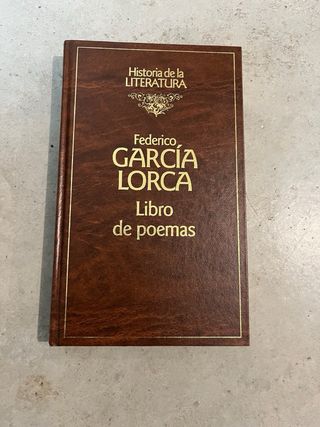 Historia de la
LITERATURA
Federico
GARCÍA
LORCA
Libro
de poemas